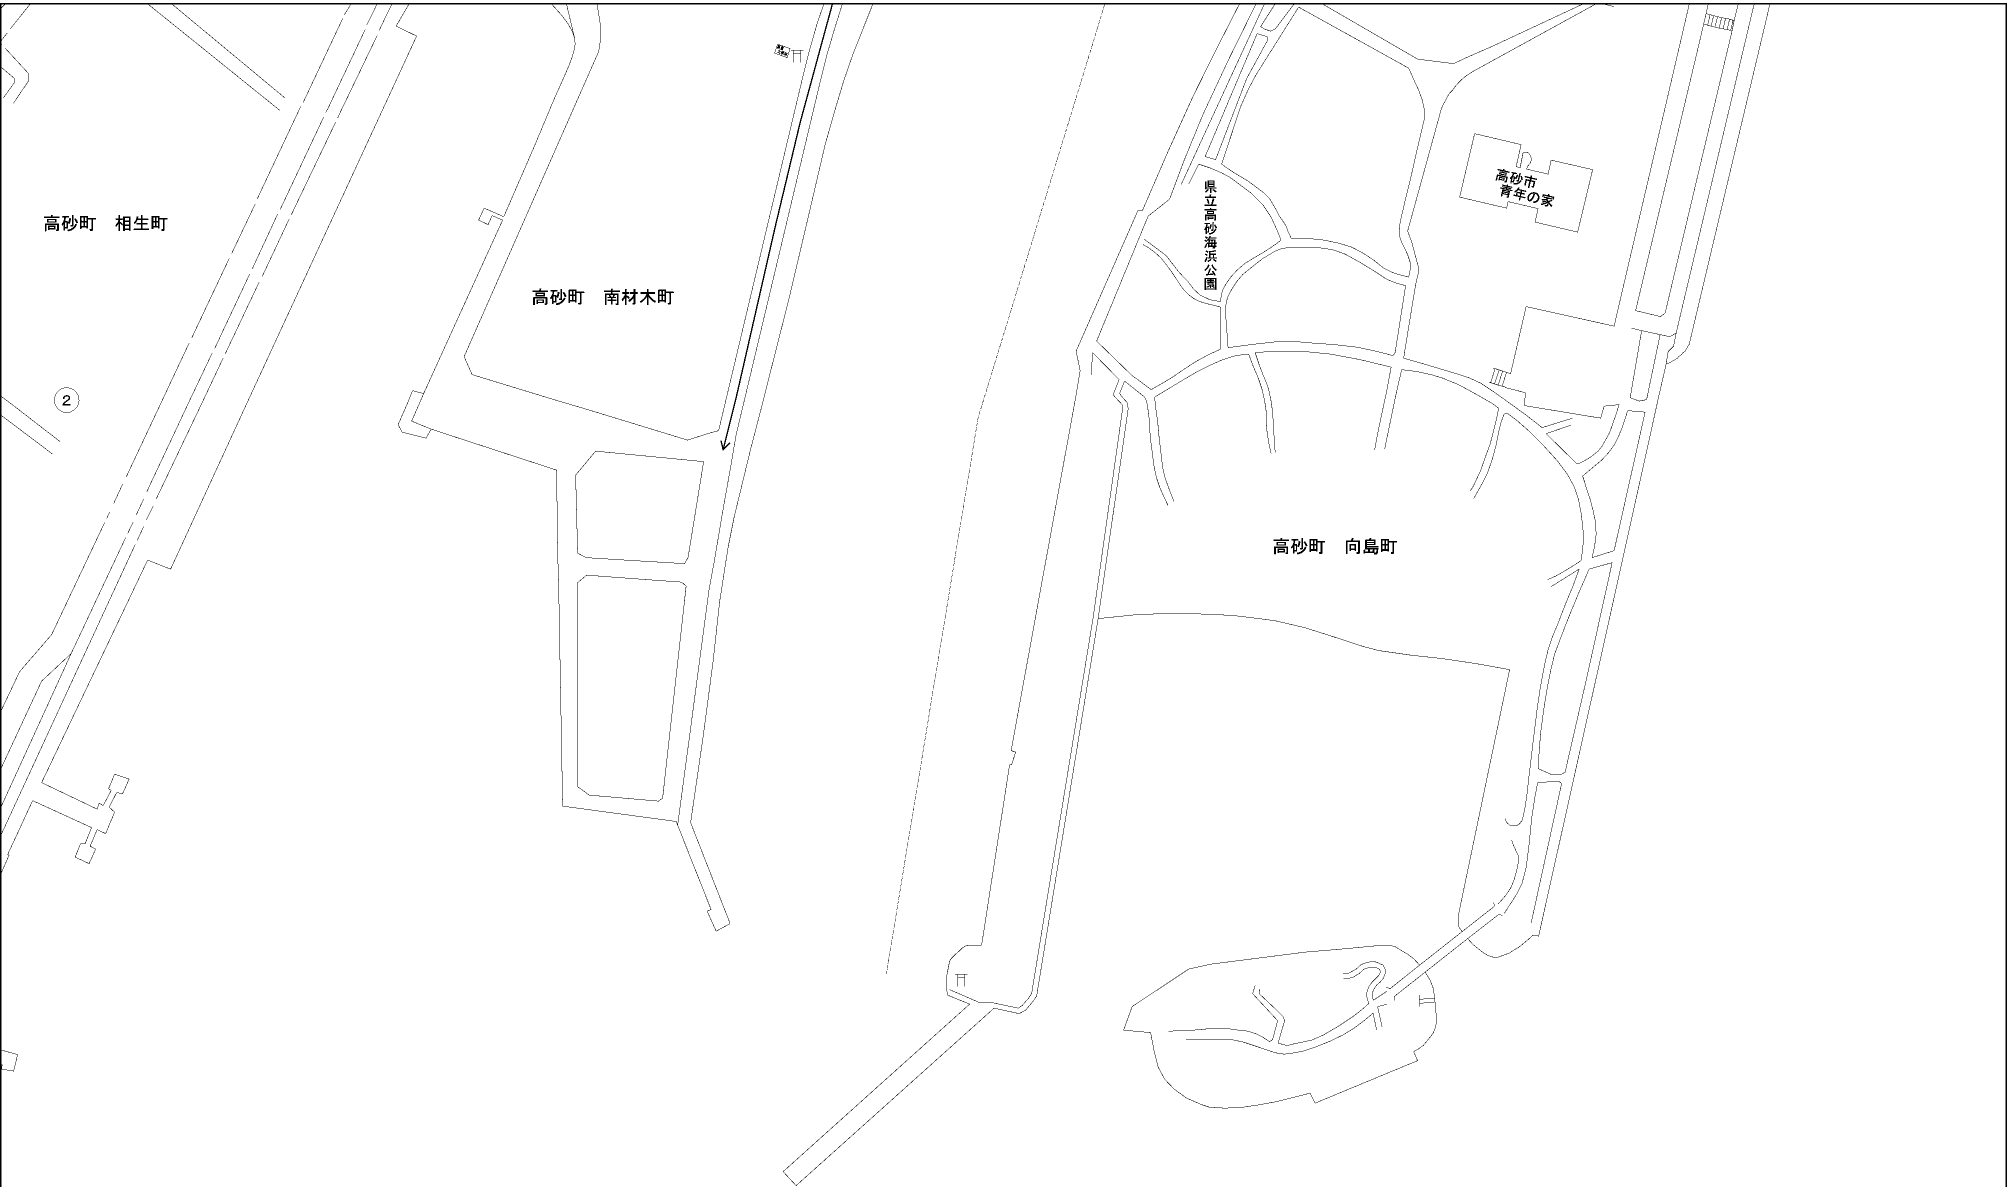 高砂市
青年の家
県立高砂海浜公園
高砂町　相生町
高砂町　南材木町
②
高砂町　向島町